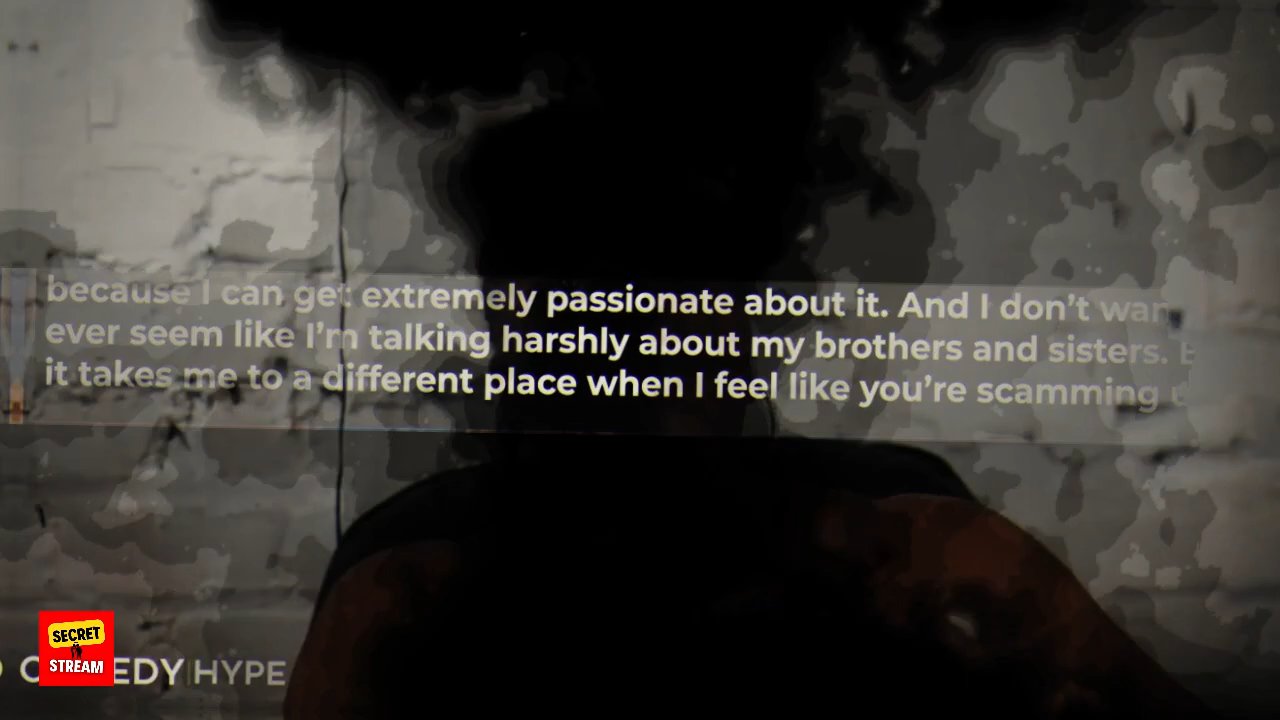 because I can get extremely passionate about it. And I don't
ever seem like I'm talking harshly about my brothers and sisters.
it takes me to a different place when I feel like you're scamming
SECRET
STREAM
HYPE